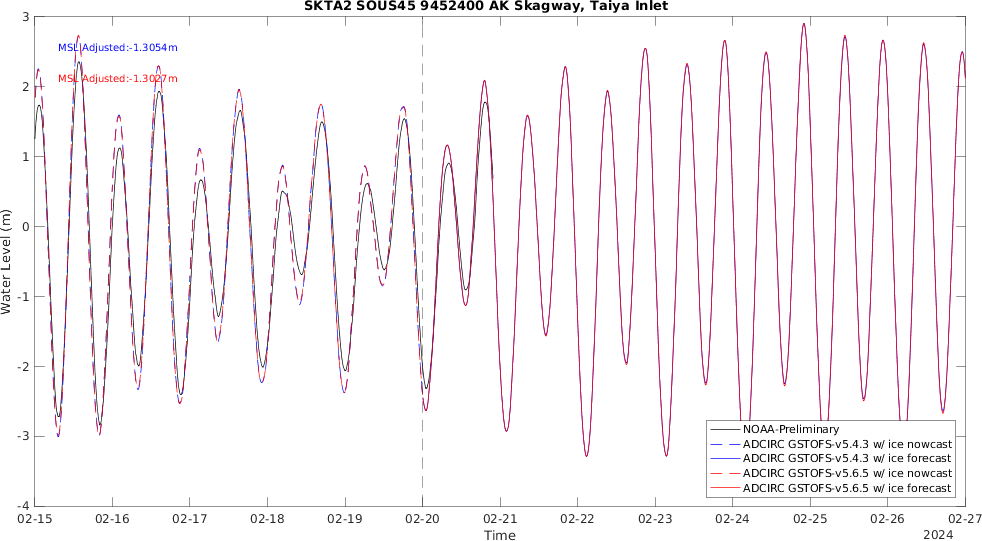 SKTA2 SOUS45 9452400 AK Skagway, Taiya Inlet
3
2
1
0
-1
-2
-3
-4
Water Level (m)
MSL Adjusted:-1.3054m
MSL Adjusted:-1.3027m
NOAA-Preliminary
ADCIRC GSTOFS-v5.4.3 w/ ice nowcast
ADCIRC GSTOFS-v5.4.3 w/ ice forecast
ADCIRC GSTOFS-v5.6.5 w/ ice nowcast
ADCIRC GSTOFS-v5.6.5 w/ ice forecast
02-15 02-16 02-17 02-18 02-19 02-20 02-21 02-22 02-23 02-24 02-25 02-26 02-27
Time
2024